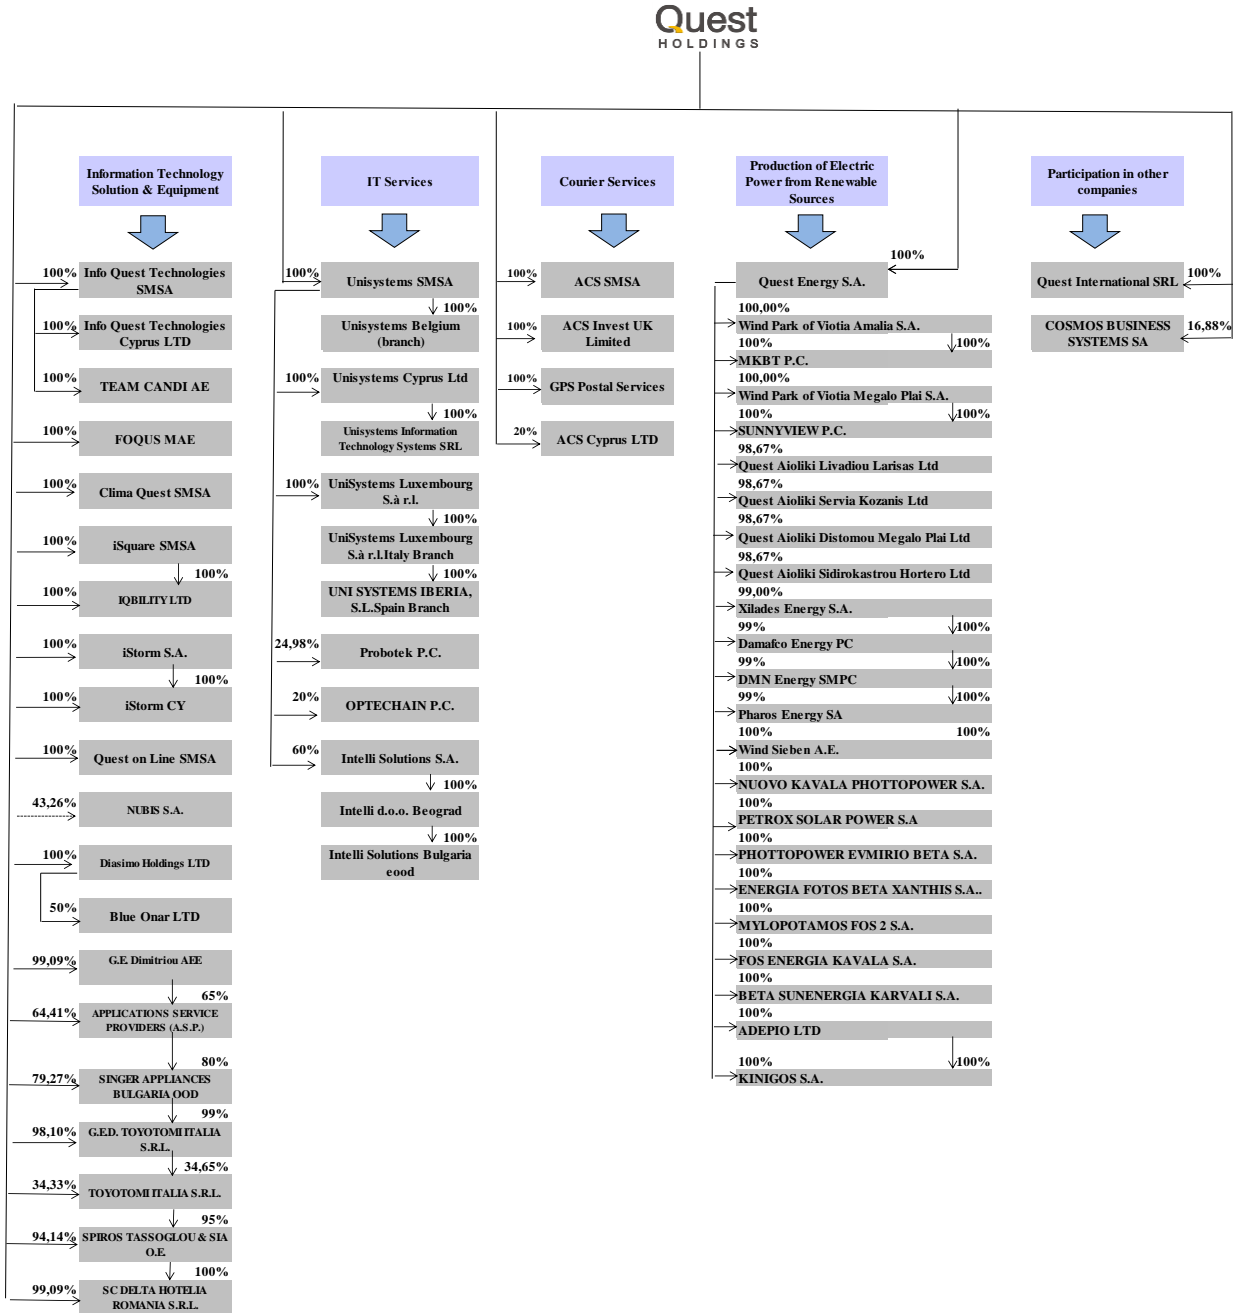 Quest
HOLDINGS
Information Technology
Solution & Equipment
100%
Info Quest Technologies
SMSA
100%
Info Quest Technologies
Cyprus LTD
100%
TEAM CANDI AE
100%
FOQUS MAE
100%
Clima Quest SMSA
100%
iSquare SMSA
100%
100%
IQBILITY LTD
100%
iStorm S.A.
100%
100%
iStorm CY
100%
Quest on Line SMSA
43,26%
NUBIS S.A.
100%
Diasimo Holdings LTD
50%
Blue Onar LTD
99,09%
G.E. Dimitriou AEE
65%
64,41%
APPLICATIONS SERVICE
PROVIDERS (A.S.P.)
80%
79,27%
SINGER APPLIANCES
BULGARIA OOD
99%
98,10%
G.E.D. TOYOTOMI ITALIA
S.R.L.
34,65%
34,33%
TOYOTOMI ITALIA S.R.L.
95%
94,14%
SPIROS TASSOGLOU & SIA
O.E.
100%
99,09%
SC DELTA HOTELIA
ROMANIA S.R.L.
IT Services
100%
Unisystems SMSA
100%
Unisystems Belgium
(branch)
100%
Unisystems Cyprus Ltd
100%
Unisystems Information
Technology Systems SRL
100%
UniSystems Luxembourg
S.à r.l.
100%
UniSystems Luxembourg
S.à r.l.Italy Branch
100%
UNI SYSTEMS IBERIA,
S.L.Spain Branch
24,98%
Probotek P.C.
20%
OPTECHAIN P.C.
60%
Intelli Solutions S.A.
100%
Intelli d.o.o. Beograd
100%
Intelli Solutions Bulgaria
eood
Courier Services
100%
ACS SMSA
100%
ACS Invest UK
Limited
100%
GPS Postal Services
20%
ACS Cyprus LTD
Production of Electric
Power from Renewable
Sources
100%
Quest Energy S.A.
100,00%
Wind Park of Viotia Amalia S.A.
100% 100%
MKBT P.C.
100,00%
Wind Park of Viotia Megalo Plai S.A.
100% 100%
SUNNYVIEW P.C.
98,67%
Quest Aioliki Livadiou Larisas Ltd
98,67%
Quest Aioliki Servia Kozanis Ltd
98,67%
Quest Aioliki Distomou Megalo Plai Ltd
98,67%
Quest Aioliki Sidirokastrou Hortero Ltd
99,00%
Xilades Energy S.A.
99% 100%
Damafco Energy PC
99% 100%
DMN Energy SMPC
99% 100%
Pharos Energy SA
100% 100%
Wind Sieben A.E.
100%
NUOVO KAVALA PHOTTOPOWER S.A.
100%
PETROX SOLAR POWER S.A
100%
PHOTTOPOWER EVMIRIO BETA S.A.
100%
ENERGIA FOTOS BETA XANTHIS S.A..
100%
MYLOPOTAMOS FOS 2 S.A.
100%
FOS ENERGIA KAVALA S.A.
100%
BETA SUNENERGIA KARVALI S.A.
100%
ADEPIO LTD
100% 100%
KINIGOS S.A.
Participation in other
companies
Quest International SRL
100%
COSMOS BUSINESS
SYSTEMS SA
16,88%